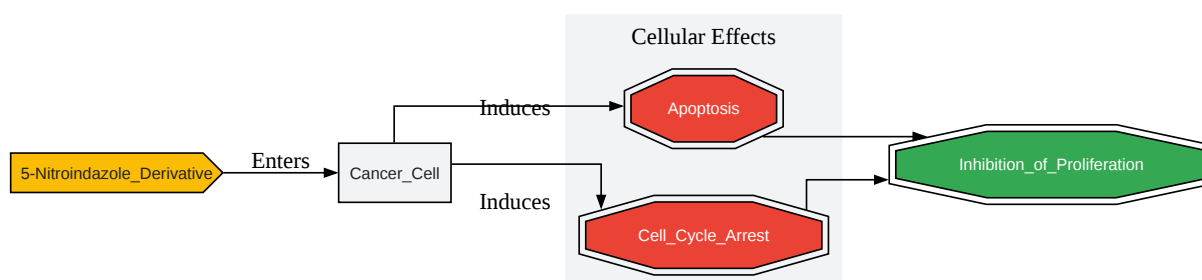 Cellular Effects
Induces
Apoptosis
5-Nitroindazole_Derivative
Enters
Cancer_Cell
Inhibition_of_Proliferation
Induces
Cell_Cycle_Arrest